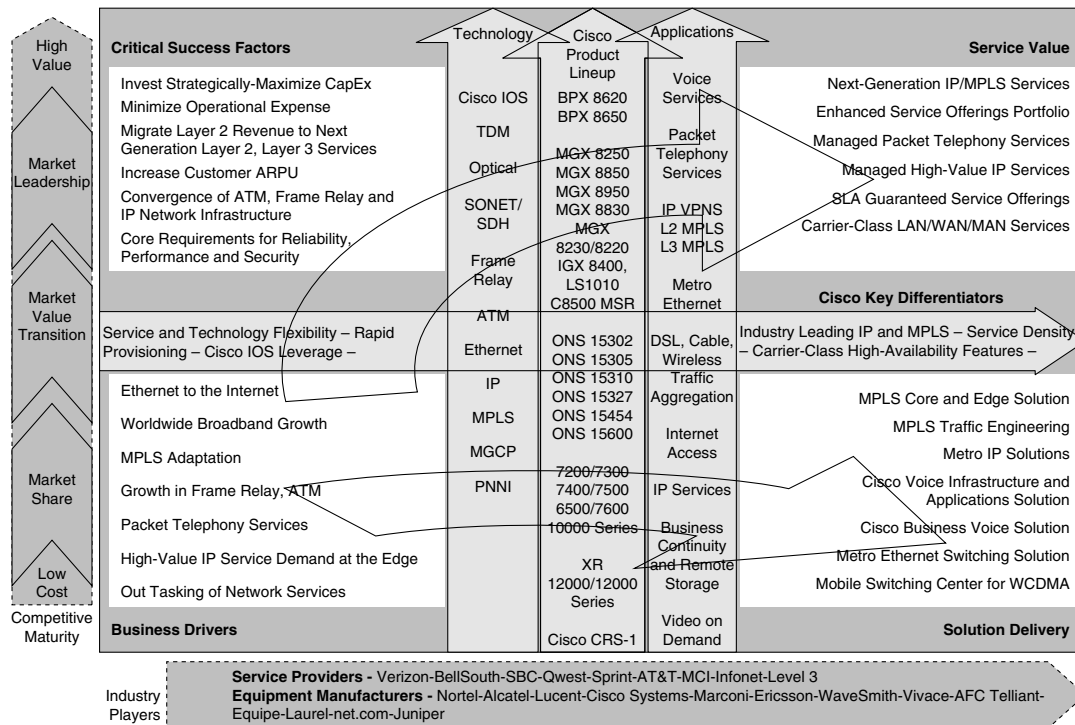 High
Value
Market
Leadership
Market
Value
Transition
Market
Share
Low
Cost
Competitive
Maturity
Critical Success Factors
Invest Strategically-Maximize CapEx
Minimize Operational Expense
Migrate Layer 2 Revenue to Next
Generation Layer 2, Layer 3 Services
Increase Customer ARPU
Convergence of ATM, Frame Relay and
IP Network Infrastructure
Core Requirements for Reliability,
Performance and Security
Technology
Cisco IOS
TDM
Optical
SONET/
SDH
Frame
Relay
ATM
Ethernet
IP
MPLS
MGCP
PNNI
Cisco
Product
Lineup
BPX 8620
BPX 8650
MGX 8250
MGX 8850
MGX 8950
MGX 8830
MGX
8230/8220
IGX 8400,
LS1010
C8500 MSR
ONS 15302
ONS 15305
ONS 15310
ONS 15327
ONS 15454
ONS 15600
7200/7300
7400/7500
6500/7600
10000 Series
XR
12000/12000
Series
Cisco CRS-1
Applications
Voice
Services
Packet
Telephony
Services
IP VPNS
L2 MPLS
L3 MPLS
Metro
Ethernet
DSL, Cable,
Wireless
Traffic
Aggregation
Internet
Access
IP Services
Business
Continuity
and Remote
Storage
Video on
Demand
Service Value
Next-Generation IP/MPLS Services
Enhanced Service Offerings Portfolio
Managed Packet Telephony Services
Managed High-Value IP Services
SLA Guaranteed Service Offerings
Carrier-Class LAN/WAN/MAN Services
Cisco Key Differentiators
Service and Technology Flexibility – Rapid
Provisioning – Cisco IOS Leverage –
Industry Leading IP and MPLS – Service Density
– Carrier-Class High-Availability Features –
Ethernet to the Internet
Worldwide Broadband Growth
MPLS Adaptation
Growth in Frame Relay, ATM
Packet Telephony Services
High-Value IP Service Demand at the Edge
Out Tasking of Network Services
Business Drivers
MPLS Core and Edge Solution
MPLS Traffic Engineering
Metro IP Solutions
Cisco Voice Infrastructure and
Applications Solution
Cisco Business Voice Solution
Metro Ethernet Switching Solution
Mobile Switching Center for WCDMA
Solution Delivery
Industry
Players
Service Providers - Verizon-BellSouth-SBC-Qwest-Sprint-AT&T-MCI-Infonet-Level 3
Equipment Manufacturers - Nortel-Alcatel-Lucent-Cisco Systems-Marconi-Ericsson-WaveSmith-Vivace-AFC Telliant-
Equipe-Laurel-net.com-Juniper